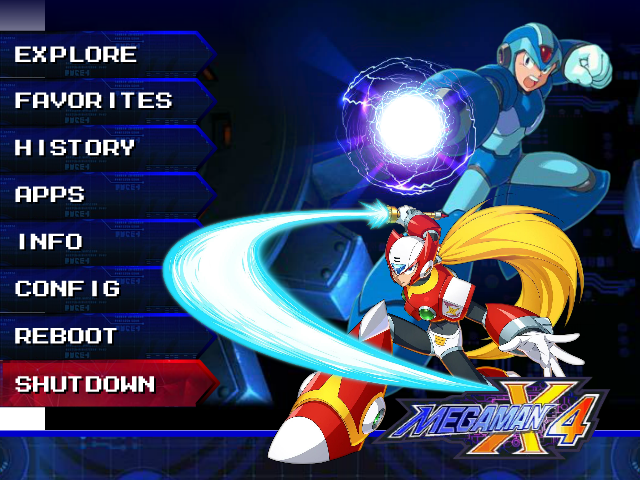 EXPLORE
FAVORITES
HISTORY
APPS
INFO
CONFIG
REBOOT
SHUTDOWN
MEGAMAN X4